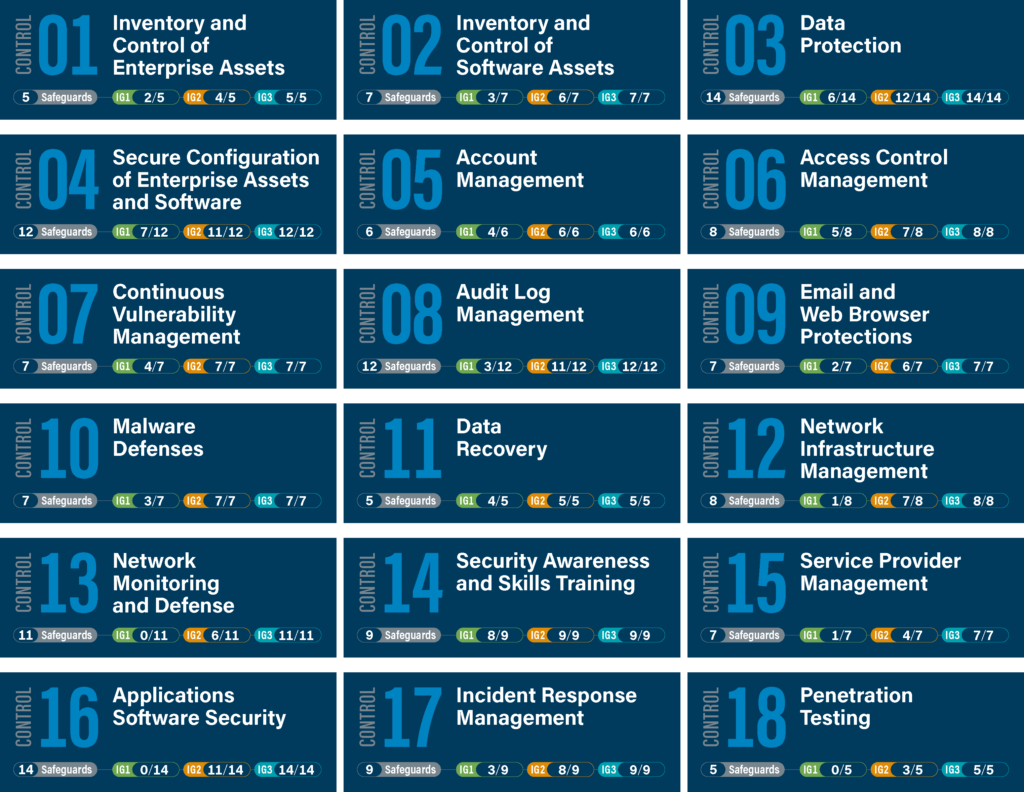 CONTROL
01
Inventory and
Control of
Enterprise Assets
5 Safeguards IG1 2/5 IG2 4/5 IG3 5/5
CONTROL
02
Inventory and
Control of
Software Assets
7 Safeguards IG1 3/7 IG2 6/7 IG3 7/7
CONTROL
03
Data
Protection
14 Safeguards IG1 6/14 IG2 12/14 IG3 14/14
CONTROL
04
Secure Configuration
of Enterprise Assets
and Software
12 Safeguards IG1 7/12 IG2 11/12 IG3 12/12
CONTROL
05
Account
Management
6 Safeguards IG1 4/6 IG2 6/6 IG3 6/6
CONTROL
06
Access Control
Management
8 Safeguards IG1 5/8 IG2 7/8 IG3 8/8
CONTROL
07
Continuous
Vulnerability
Management
7 Safeguards IG1 4/7 IG2 7/7 IG3 7/7
CONTROL
08
Audit Log
Management
12 Safeguards IG1 3/12 IG2 11/12 IG3 12/12
CONTROL
09
Email and
Web Browser
Protections
7 Safeguards IG1 2/7 IG2 6/7 IG3 7/7
CONTROL
10
Malware
Defenses
7 Safeguards IG1 3/7 IG2 7/7 IG3 7/7
CONTROL
11
Data
Recovery
5 Safeguards IG1 4/5 IG2 5/5 IG3 5/5
CONTROL
12
Network
Infrastructure
Management
8 Safeguards IG1 1/8 IG2 7/8 IG3 8/8
CONTROL
13
Network
Monitoring
and Defense
11 Safeguards IG1 0/11 IG2 6/11 IG3 11/11
CONTROL
14
Security Awareness
and Skills Training
9 Safeguards IG1 8/9 IG2 9/9 IG3 9/9
CONTROL
15
Service Provider
Management
7 Safeguards IG1 1/7 IG2 4/7 IG3 7/7
CONTROL
16
Applications
Software Security
14 Safeguards IG1 0/14 IG2 11/14 IG3 14/14
CONTROL
17
Incident Response
Management
9 Safeguards IG1 3/9 IG2 8/9 IG3 9/9
CONTROL
18
Penetration
Testing
5 Safeguards IG1 0/5 IG2 3/5 IG3 5/5